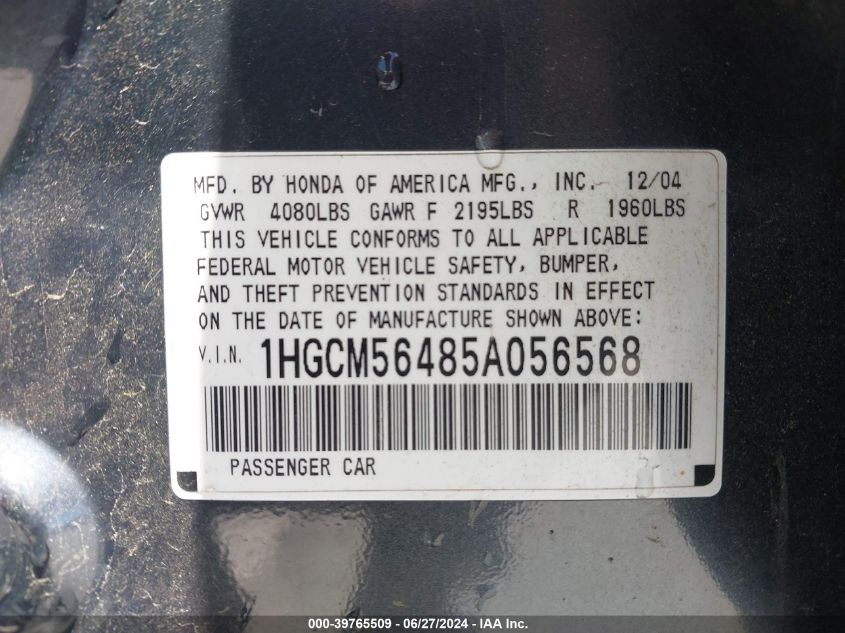 MFD. BY HONDA OF AMERICA MFG., INC. 12/04
GVWR 4080LBS GAWR F 2195LBS R 1960LBS
THIS VEHICLE CONFORMS TO ALL APPLICABLE
FEDERAL MOTOR VEHICLE SAFETY, BUMPER,
AND THEFT PREVENTION STANDARDS IN EFFECT
ON THE DATE OF MANUFACTURE SHOWN ABOVE:
V.I.N. 1HGCM56485A056568
PASSENGER CAR
000-39765509 - 06/27/2024 - IAA Inc.